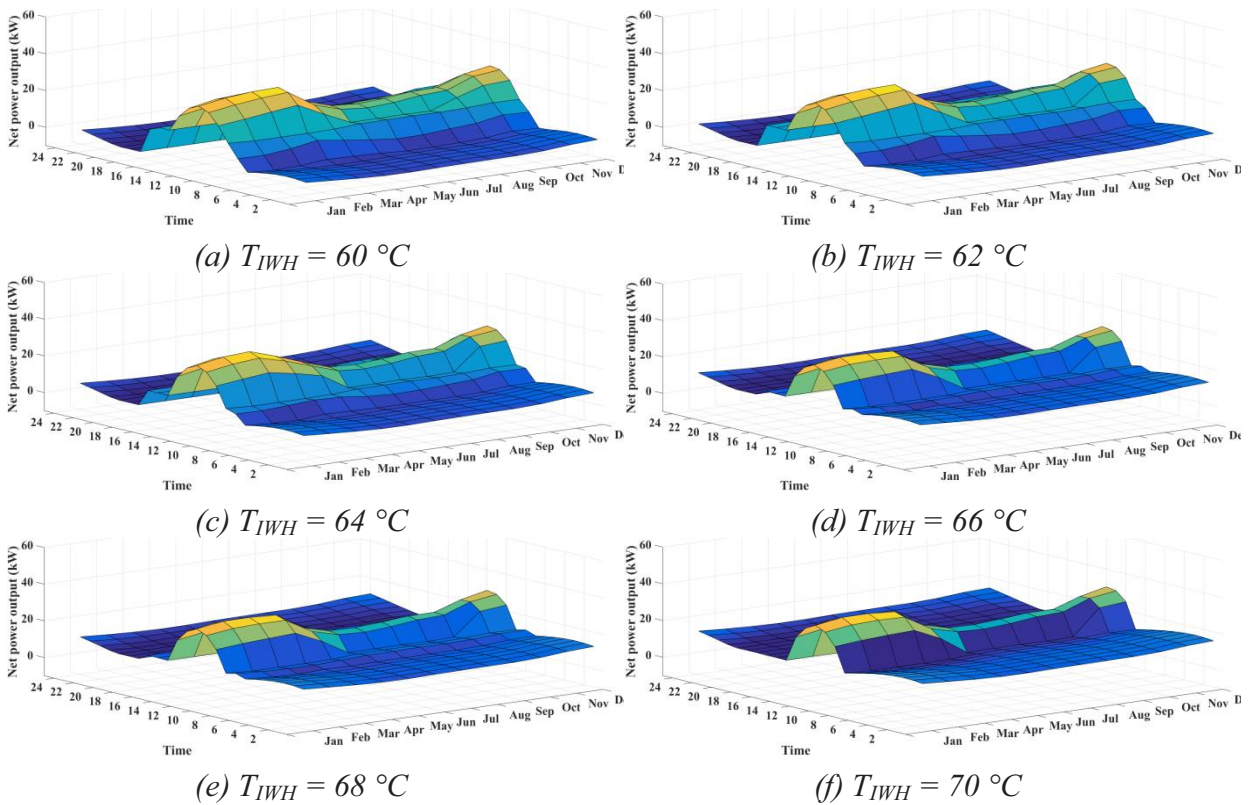 Net power output (kW)
60
40
20
0
24 22 20 18 16 14 12 10 8 6 4 2
Time
Jan Feb Mar Apr May Jun Jul Aug Sep Oct Nov D
(a) T_IWH = 60 °C
Net power output (kW)
60
40
20
0
24 22 20 18 16 14 12 10 8 6 4 2
Time
Jan Feb Mar Apr May Jun Jul Aug Sep Oct Nov D
(b) T_IWH = 62 °C
Net power output (kW)
60
40
20
0
24 22 20 18 16 14 12 10 8 6 4 2
Time
Jan Feb Mar Apr May Jun Jul Aug Sep Oct Nov De
(c) T_IWH = 64 °C
Net power output (kW)
60
40
20
0
24 22 20 18 16 14 12 10 8 6 4 2
Time
Jan Feb Mar Apr May Jun Jul Aug Sep Oct Nov D
(d) T_IWH = 66 °C
Net power output (kW)
60
40
20
0
24 22 20 18 16 14 12 10 8 6 4 2
Time
Jan Feb Mar Apr May Jun Jul Aug Sep Oct Nov De
(e) T_IWH = 68 °C
Net power output (kW)
60
40
20
0
24 22 20 18 16 14 12 10 8 6 4 2
Time
Jan Feb Mar Apr May Jun Jul Aug Sep Oct Nov D
(f) T_IWH = 70 °C